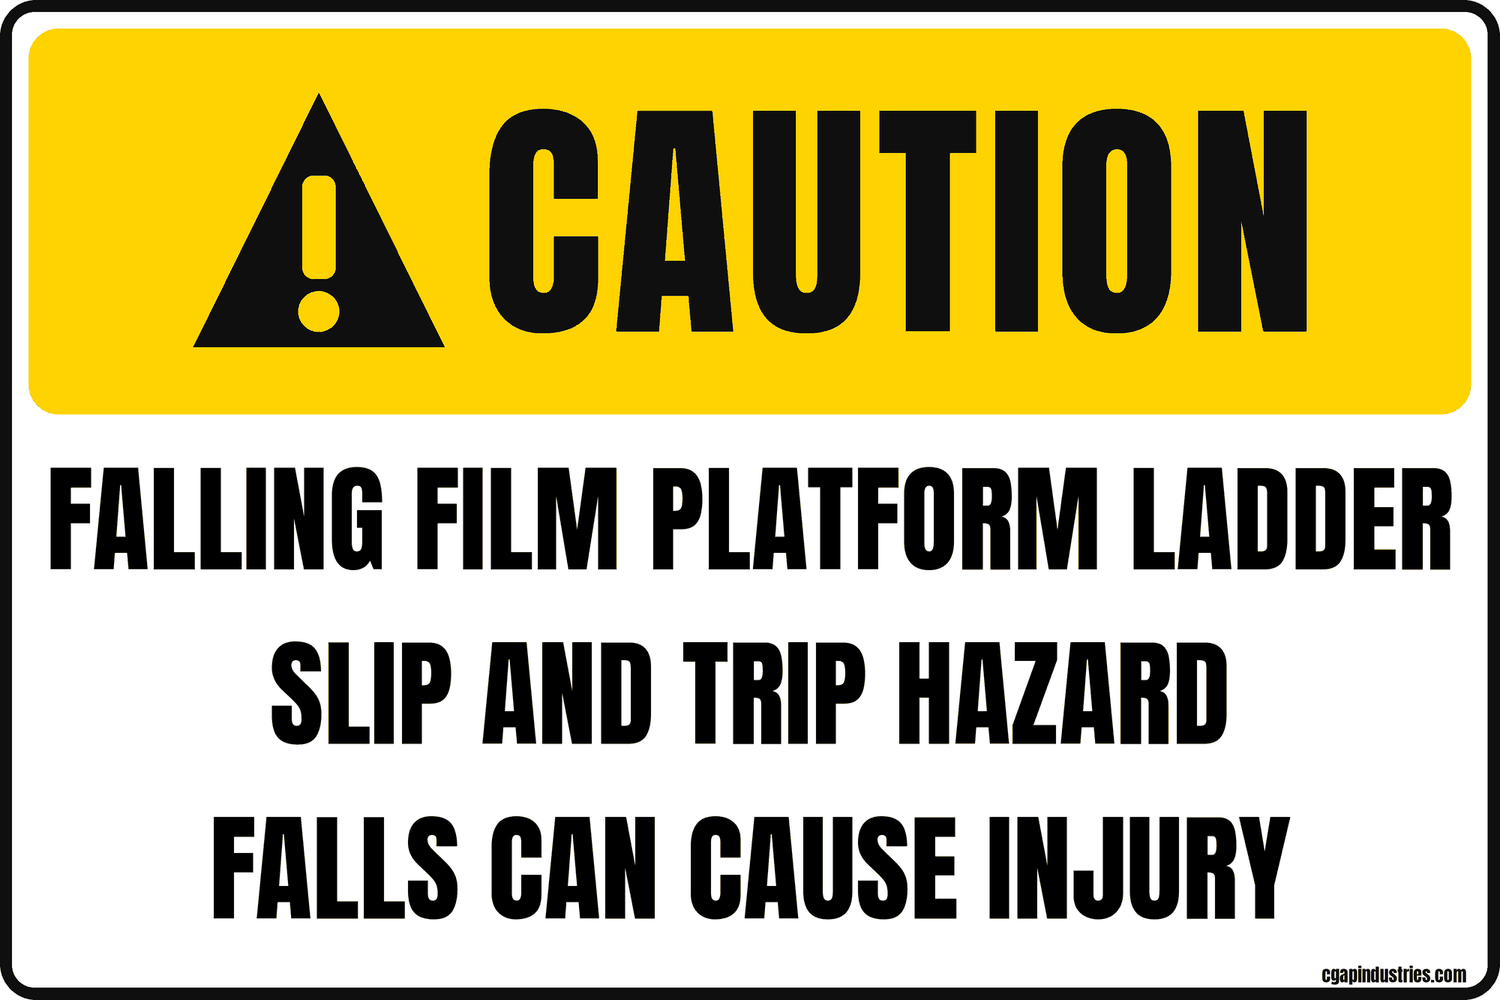 CAUTION
FALLING FILM PLATFORM LADDER
SLIP AND TRIP HAZARD
FALLS CAN CAUSE INJURY
cgapindustries.com